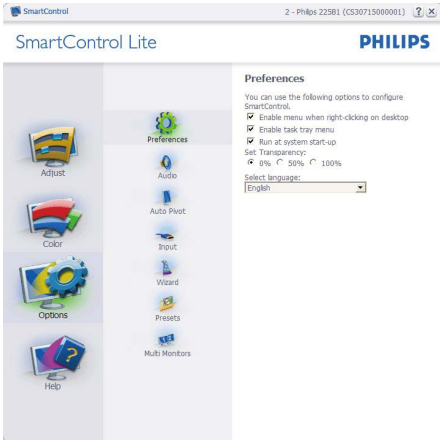 SmartControl
2 - Philips 225B1 (CS30715000001)
SmartControl Lite
PHILIPS
Adjust
Color
Options
Help
Preferences
Audio
Auto Pivot
Input
Wizard
Presets
Multi Monitors
Preferences
You can use the following options to configure
SmartControl.
Enable menu when right-clicking on desktop
Enable task tray menu
Run at system start-up
Set Transparency:
0% 50% 100%
Select language:
English